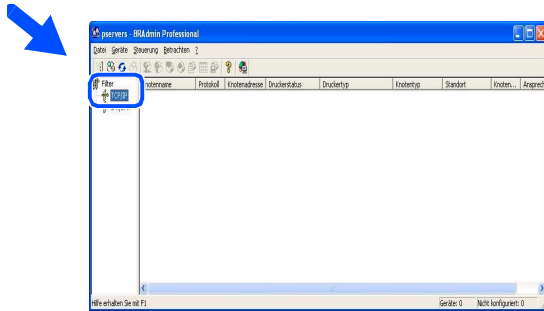 pservers - BRAdmin Professional
Datei Geräte Steuerung Betrachten ?
Filter
TCP/IP
Knotenname Protokoll Knotenadresse Druckerstatus Druckertyp Knotentyp Standort Knoten... Ansprech
Hilfe erhalten Sie mit F1 Geräte: 0 Nicht konfiguriert: 0